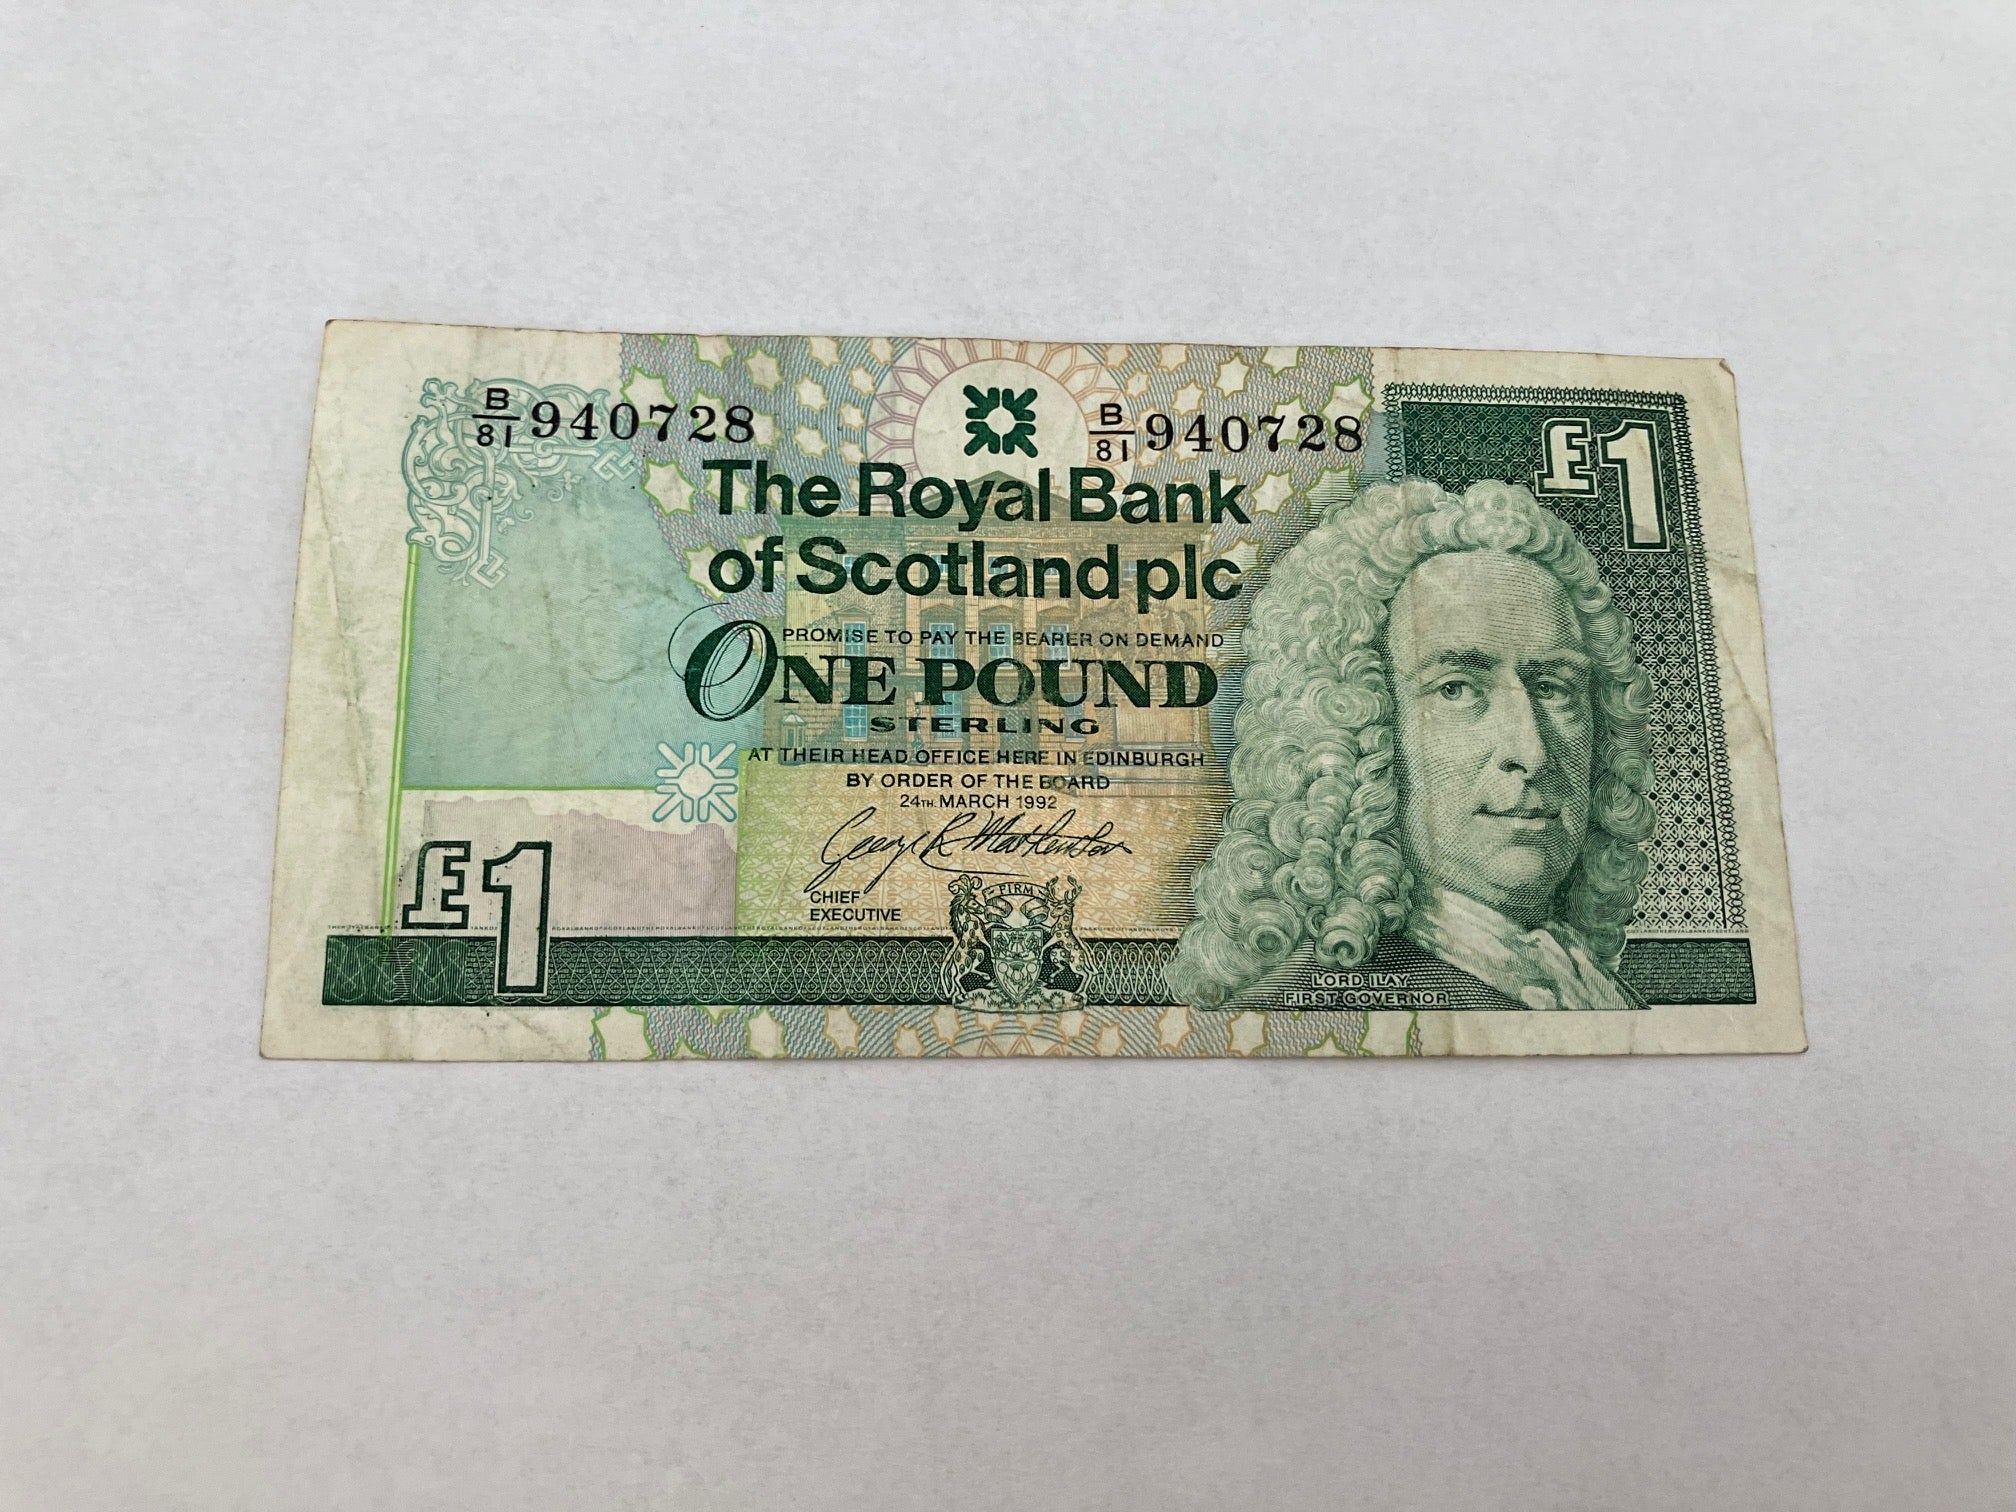 B/81 940728
B/81 940728
£1
The Royal Bank
of Scotland plc
PROMISE TO PAY THE BEARER ON DEMAND
ONE POUND
STERLING
AT THEIR HEAD OFFICE HERE IN EDINBURGH
BY ORDER OF THE BOARD
24TH. MARCH 1992
George R Mathewson
CHIEF
EXECUTIVE
£1
FIRM
LORD ILAY
FIRST GOVERNOR